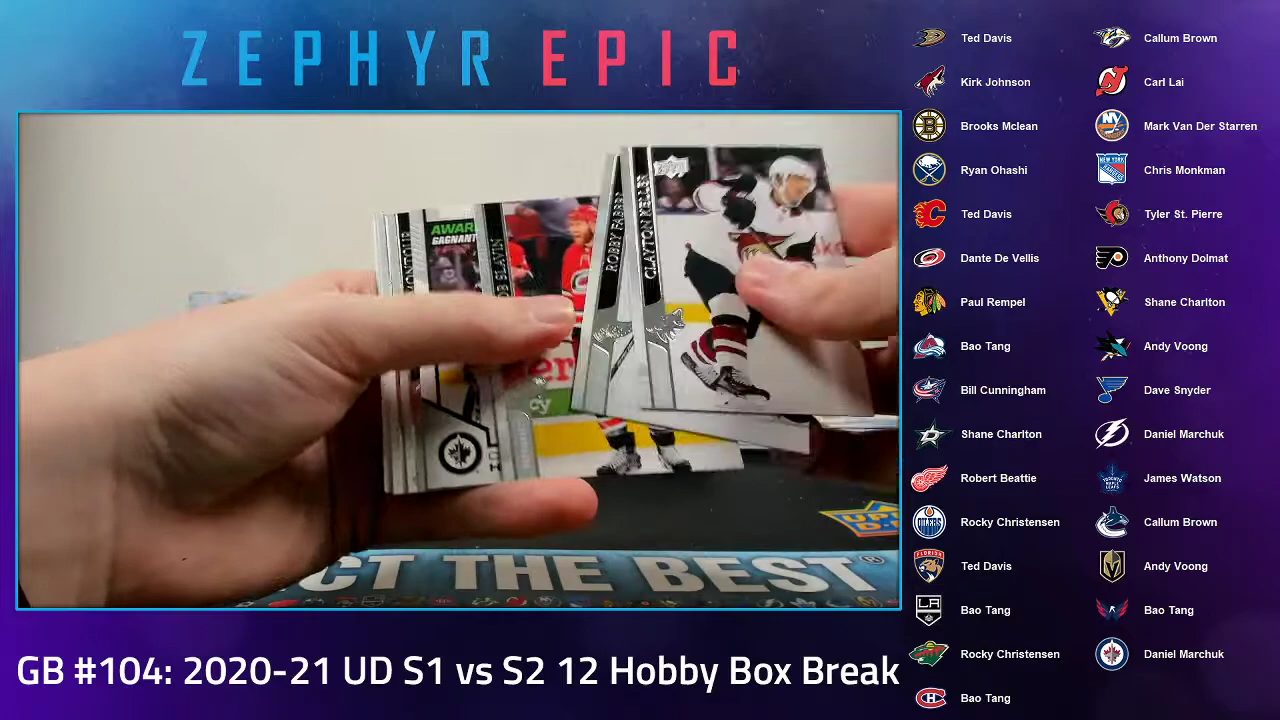 ZEPHYR EPIC
Ted Davis
Kirk Johnson
Brooks Mclean
Ryan Ohashi
Ted Davis
Dante De Vellis
Paul Rempel
Bao Tang
Bill Cunningham
Shane Charlton
Robert Beattie
Rocky Christensen
Ted Davis
Bao Tang
Rocky Christensen
Bao Tang
Callum Brown
Carl Lai
Mark Van Der Starren
Chris Monkman
Tyler St. Pierre
Anthony Dolmat
Shane Charlton
Andy Voong
Dave Snyder
Daniel Marchuk
James Watson
Callum Brown
Andy Voong
Bao Tang
Daniel Marchuk
AWAR
GAGNANT
OB SLAVIN
ROBBY FABBRI
CLAYTON KELLER
CT THE BEST®
GB #104: 2020-21 UD S1 vs S2 12 Hobby Box Break